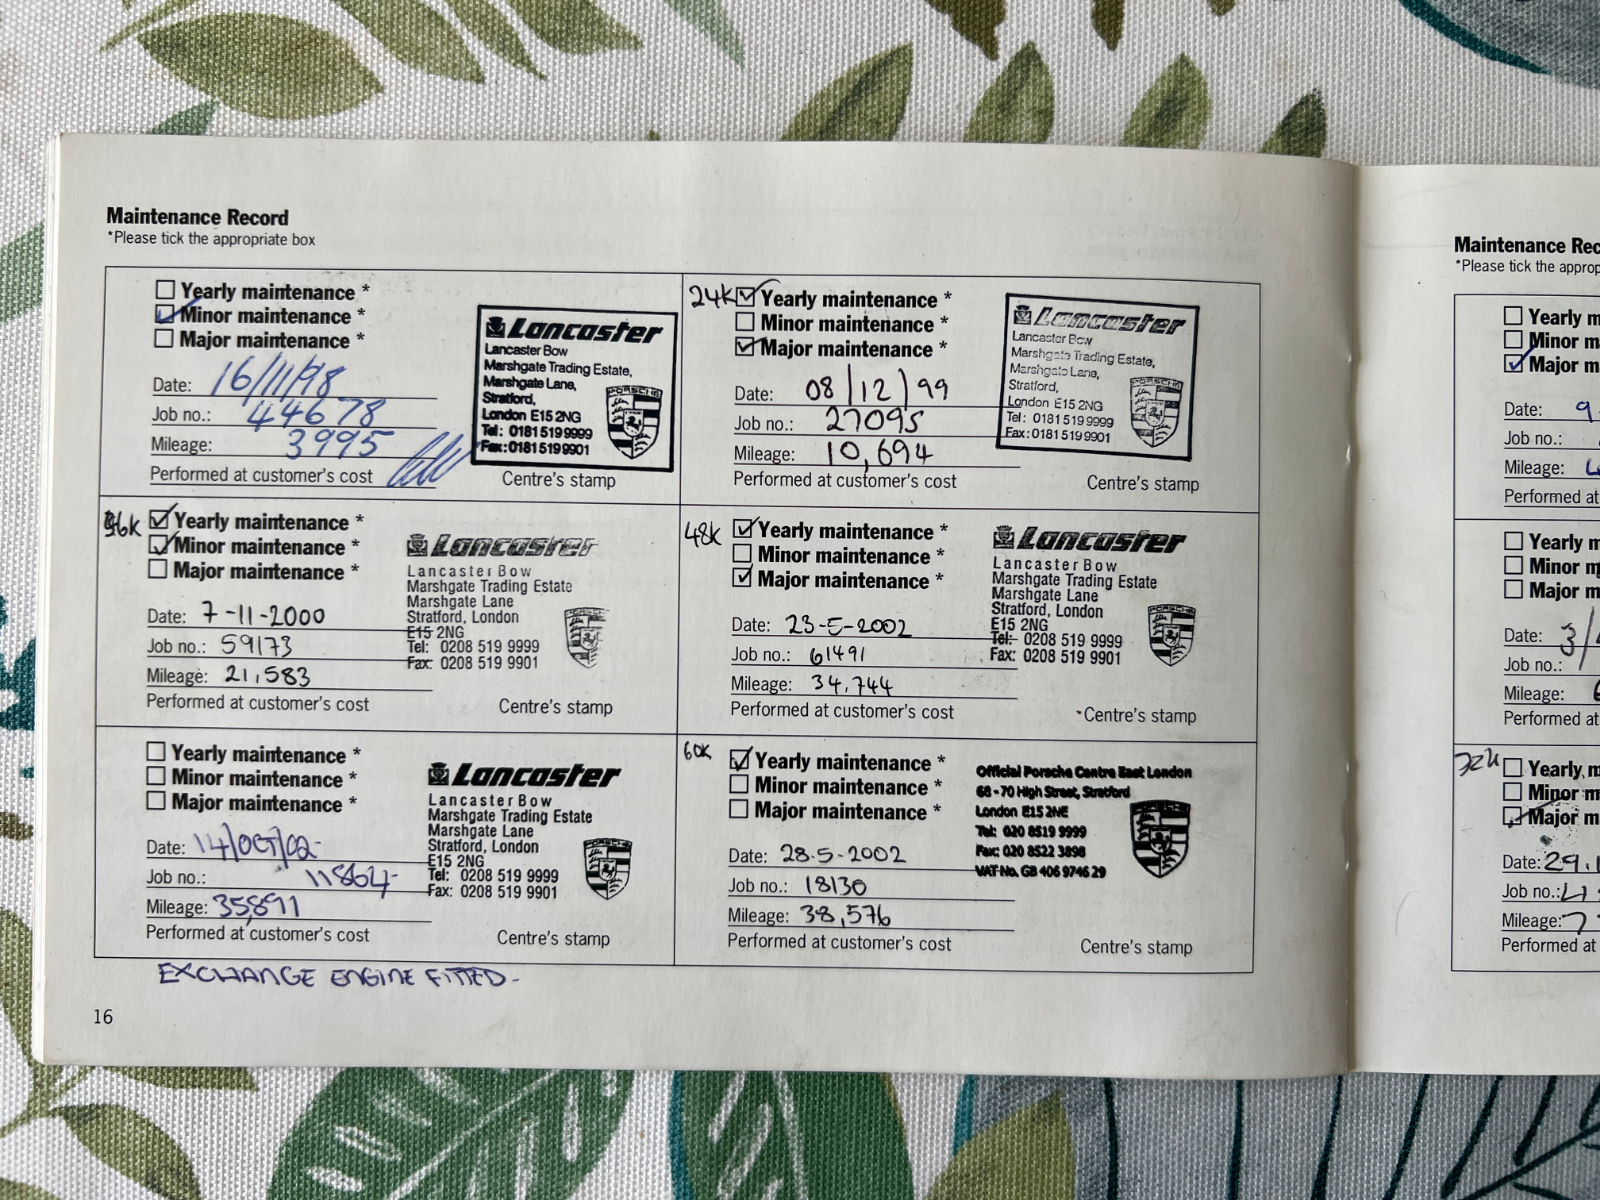 Maintenance Record
*Please tick the appropriate box
Yearly maintenance *
Minor maintenance *
Major maintenance *
Date: 16/11/98
Job no.: 44678
Mileage: 3995
Performed at customer's cost
Lancaster
Lancaster Bow
Marshgate Trading Estate,
Marshgate Lane,
Stratford,
London E15 2NG
Tel: 0181 519 9999
Fax: 0181 519 9901
PORSCHE
Centre's stamp
24K Yearly maintenance *
Minor maintenance *
Major maintenance *
Date: 08/12/99
Job no.: 27095
Mileage: 10,694
Performed at customer's cost
Lancaster
Lancaster Bow
Marshgate Trading Estate,
Marshgate Lane,
Stratford,
London E15 2NG
Tel: 0181 519 9999
Fax: 0181 519 9901
PORSCHE
Centre's stamp
36K Yearly maintenance *
Minor maintenance *
Major maintenance *
Date: 7-11-2000
Job no.: 59173
Mileage: 21,583
Performed at customer's cost
Lancaster
Lancaster Bow
Marshgate Trading Estate
Marshgate Lane
Stratford, London
E15 2NG
Tel: 0208 519 9999
Fax: 0208 519 9901
PORSCHE
Centre's stamp
48K Yearly maintenance *
Minor maintenance *
Major maintenance *
Date:
Job no.: 61491
Mileage: 34,744
Performed at customer's cost
Lancaster
Lancaster Bow
Marshgate Trading Estate
Marshgate Lane
Stratford, London
E15 2NG
Tel: 0208 519 9999
Fax: 0208 519 9901
PORSCHE
Centre's stamp
Yearly maintenance *
Minor maintenance *
Major maintenance *
Date: 14/OCT/02
Job no.: 11864
Mileage: 35,891
Performed at customer's cost
Lancaster
Lancaster Bow
Marshgate Trading Estate
Marshgate Lane
Stratford, London
E15 2NG
Tel: 0208 519 9999
Fax: 0208 519 9901
PORSCHE
Centre's stamp
EXCHANGE ENGINE FITTED-
60K Yearly maintenance *
Minor maintenance *
Major maintenance *
Date: 28.5-2002
Job no.: 18130
Mileage: 38,576
Performed at customer's cost
Official Porsche Centre East London
68 - 70 High Street, Stratford
London E15 2NE
Tel: 020 8519 9999
Fax: 020 8522 3898
VAT No. GB 406 9746 29
PORSCHE
Centre's stamp
16
Maintenance Rec
*Please tick the approp
Yearly m
Minor m
Major m
Date: 9
Job no.:
Mileage:
Performed at
Yearly m
Minor m
Major m
Date: 3/
Job no.:
Mileage:
Performed a
72K Yearly m
Minor m
Major m
Date: 29.
Job no.:
Mileage: 7
Performed at